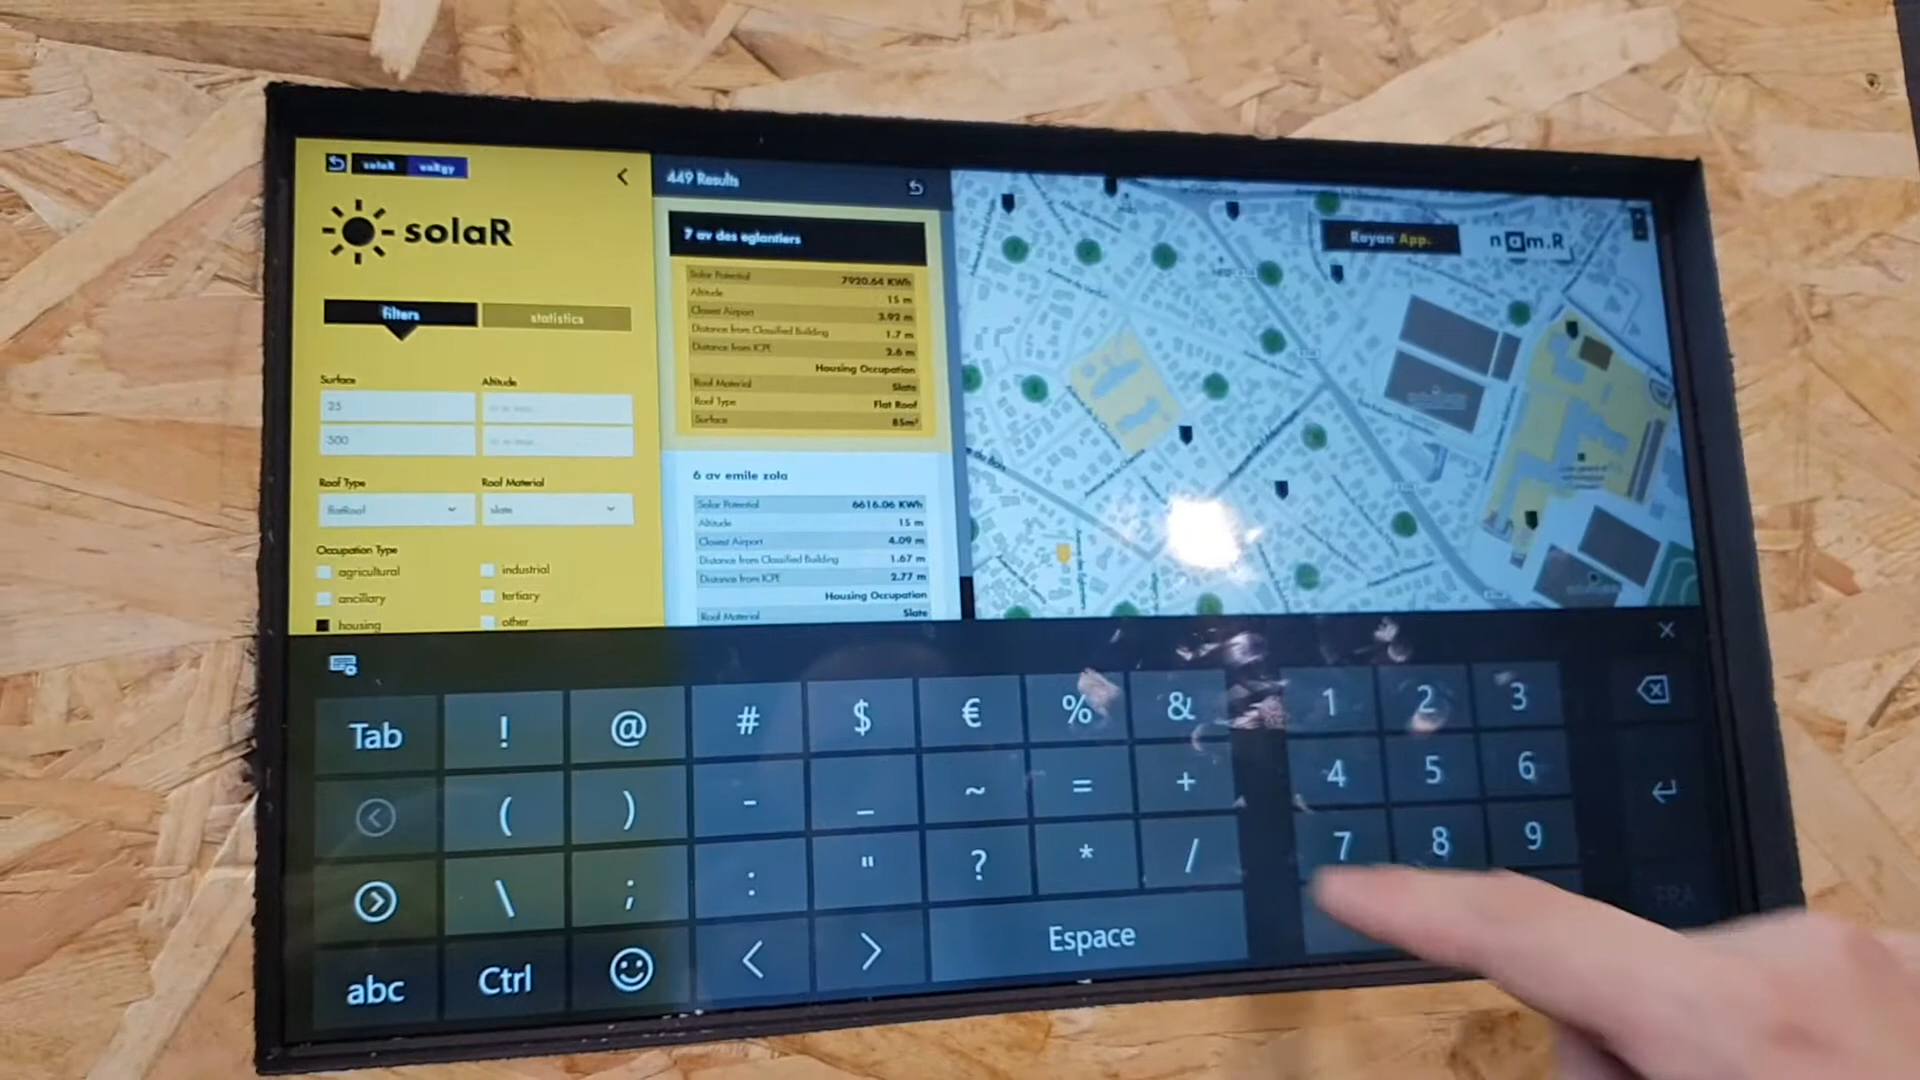 solaR
solaR
filters
statistics
Surface
Altitude
25
500
Roof Type
Roof Material
flatRoof
slate
Occupation Type
agricultural
industrial
ancillary
tertiary
housing
other
449 Results
7 av des eglantiers
Solar Potential 7920.64 KWh
Altitude 15 m
Closest Airport 3.92 m
Distance from Classified Building 1.7 m
Distance from ICPE 2.6 m
Housing Occupation
Roof Material Slate
Roof Type Flat Roof
Surface 85m²
6 av emile zola
Solar Potential 6616.06 KWh
Altitude 15 m
Closest Airport 4.09 m
Distance from Classified Building 1.67 m
Distance from ICPE 2.77 m
Housing Occupation
Roof Material Slate
Royan App.
nam.R
Tab ! @ # $ € % & 1 2 3
( ) - _ ~ = + 4 5 6
\ ; : " ? * / 7 8 9
FRA
abc Ctrl < > Espace